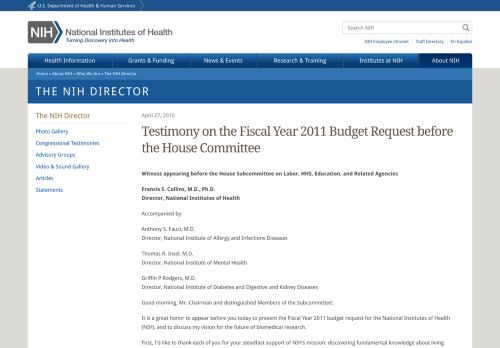 U.S. Department of Health & Human Services
NIH National Institutes of Health
Turning Discovery Into Health
Search NIH
NIH Employee Intranet | Staff Directory | En Español
Health Information
Grants & Funding
News & Events
Research & Training
Institutes at NIH
About NIH
Home » About NIH » Who We Are » The NIH Director
THE NIH DIRECTOR
The NIH Director
Photo Gallery
Congressional Testimonies
Advisory Groups
Video & Sound Gallery
Articles
Statements
April 27, 2010
Testimony on the Fiscal Year 2011 Budget Request before
the House Committee
Witness appearing before the House Subcommittee on Labor, HHS, Education, and Related Agencies
Francis S. Collins, M.D., Ph.D.
Director, National Institutes of Health
Accompanied by:
Anthony S. Fauci, M.D.
Director, National Institute of Allergy and Infections Diseases
Thomas R. Insel, M.D.
Director, National Institute of Mental Health
Griffin P Rodgers, M.D.
Director, National Institute of Diabetes and Digestive and Kidney Diseases
Good morning, Mr. Chairman and distinguished Members of the Subcommittee:
It is a great honor to appear before you today to present the Fiscal Year 2011 budget request for the National Institutes of Health
(NIH), and to discuss my vision for the future of biomedical research.
First, I'd like to thank each of you for your steadfast support of NIH's mission: discovering fundamental knowledge about living